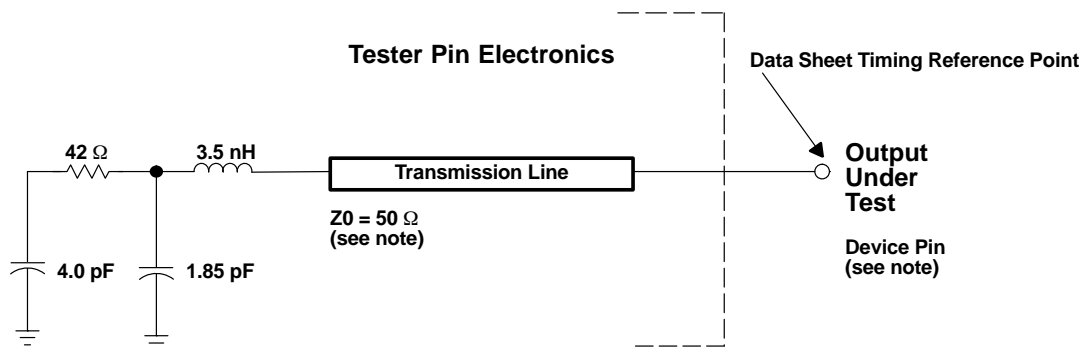 Tester Pin Electronics
Data Sheet Timing Reference Point
42 Ω
3.5 nH
Transmission Line
Output
Under
Test
Z0 = 50 Ω
(see note)
Device Pin
(see note)
4.0 pF
1.85 pF